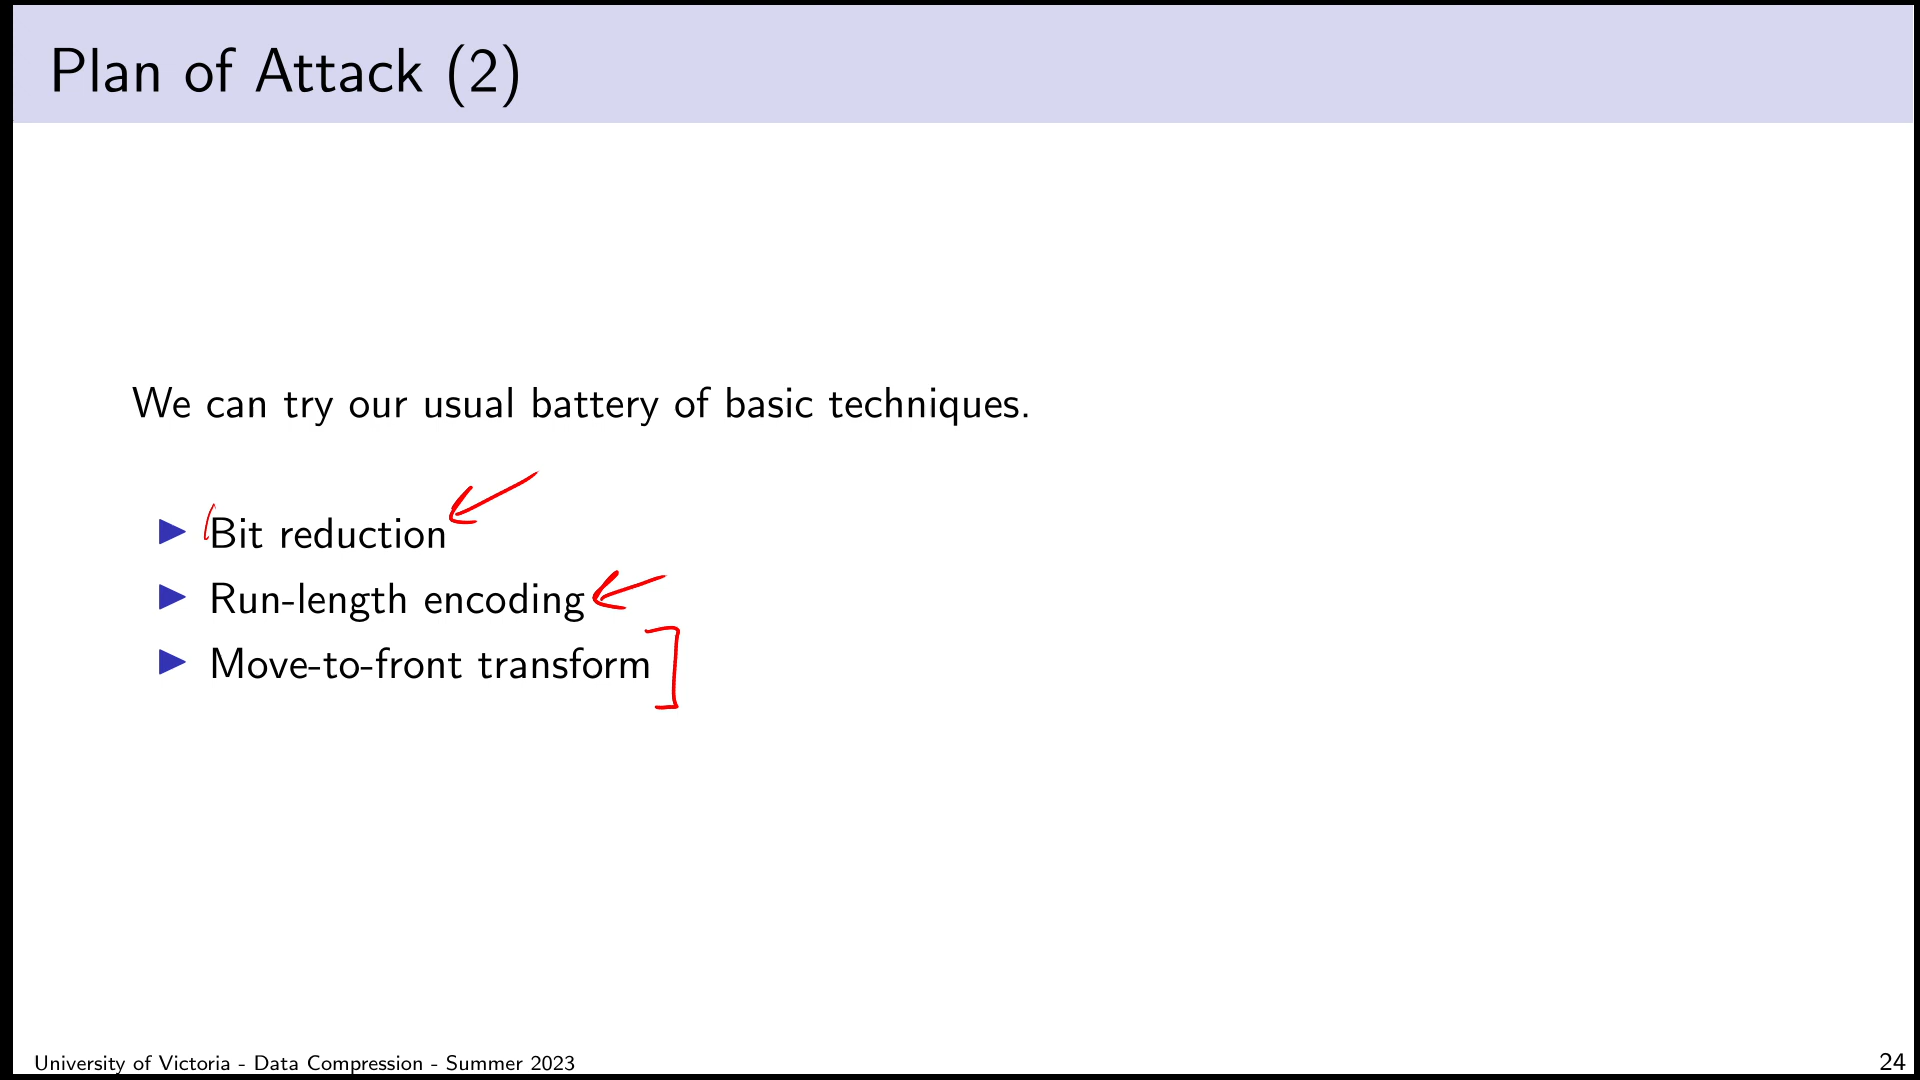 Plan of Attack (2)
We can try our usual battery of basic techniques.
Bit reduction
Run-length encoding
Move-to-front transform
University of Victoria - Data Compression - Summer 2023
24